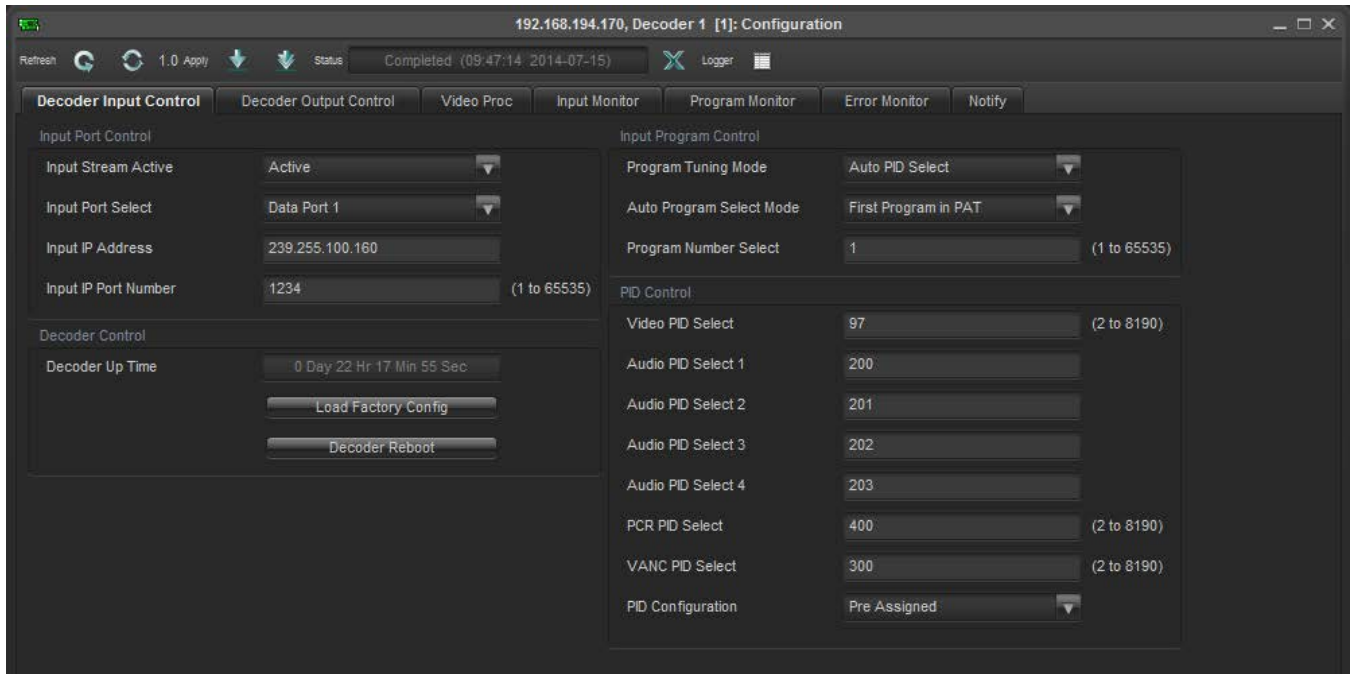 192.168.194.170, Decoder 1 [1]: Configuration
Refresh 1.0 Apply Status Completed (09:47:14 2014-07-15) Logger
Decoder Input Control Decoder Output Control Video Proc Input Monitor Program Monitor Error Monitor Notify
Input Port Control
Input Stream Active Active
Input Port Select Data Port 1
Input IP Address 239.255.100.160
Input IP Port Number 1234 (1 to 65535)
Decoder Control
Decoder Up Time 0 Day 22 Hr 17 Min 55 Sec
Load Factory Config
Decoder Reboot
Input Program Control
Program Tuning Mode Auto PID Select
Auto Program Select Mode First Program in PAT
Program Number Select 1 (1 to 65535)
PID Control
Video PID Select 97 (2 to 8190)
Audio PID Select 1 200
Audio PID Select 2 201
Audio PID Select 3 202
Audio PID Select 4 203
PCR PID Select 400 (2 to 8190)
VANC PID Select 300 (2 to 8190)
PID Configuration Pre Assigned